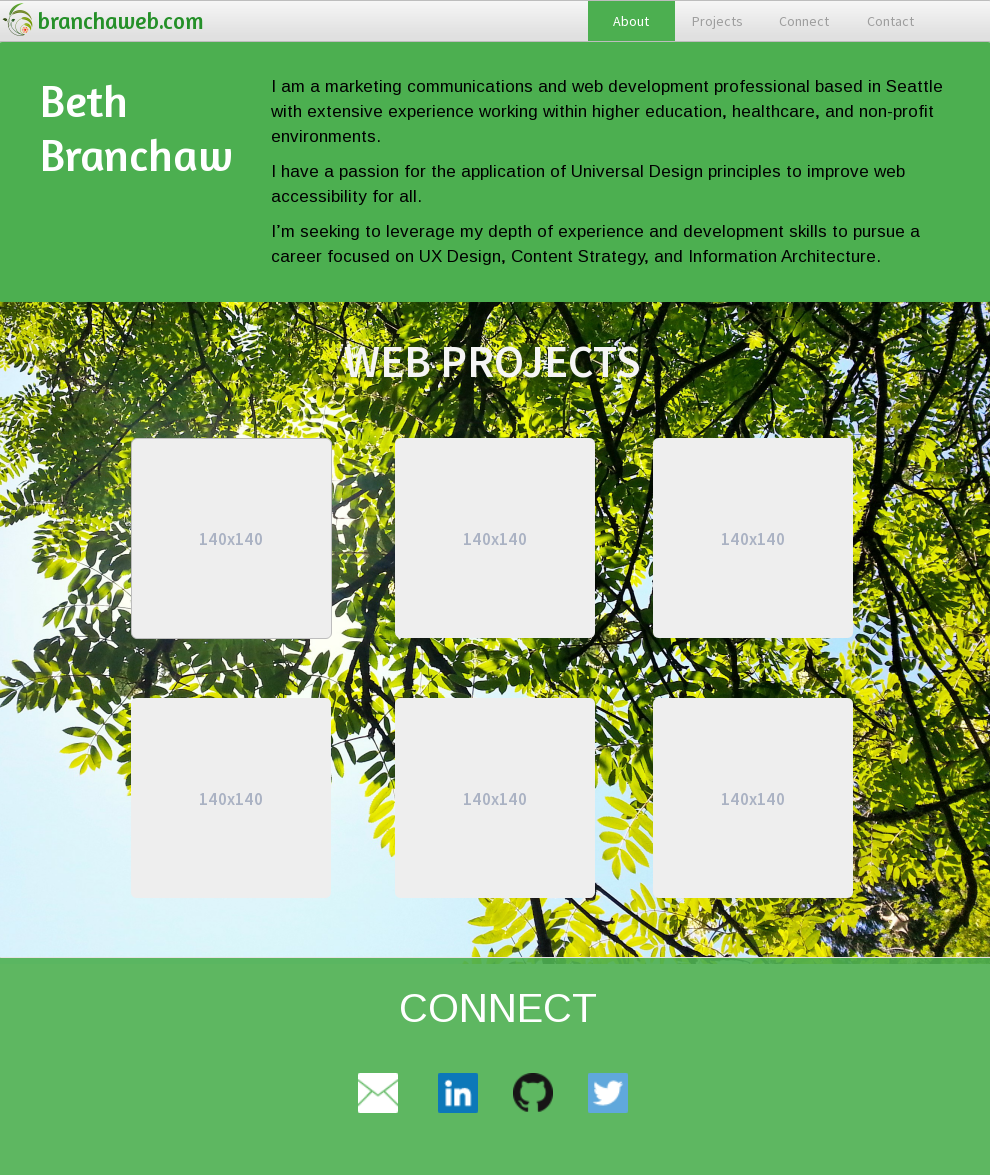 branchaweb.com
About
Projects
Connect
Contact
Beth
Branchaw
I am a marketing communications and web development professional based in Seattle
with extensive experience working within higher education, healthcare, and non-profit
environments.
I have a passion for the application of Universal Design principles to improve web
accessibility for all.
I’m seeking to leverage my depth of experience and development skills to pursue a
career focused on UX Design, Content Strategy, and Information Architecture.
WEB PROJECTS
140x140
140x140
140x140
140x140
140x140
140x140
CONNECT
in